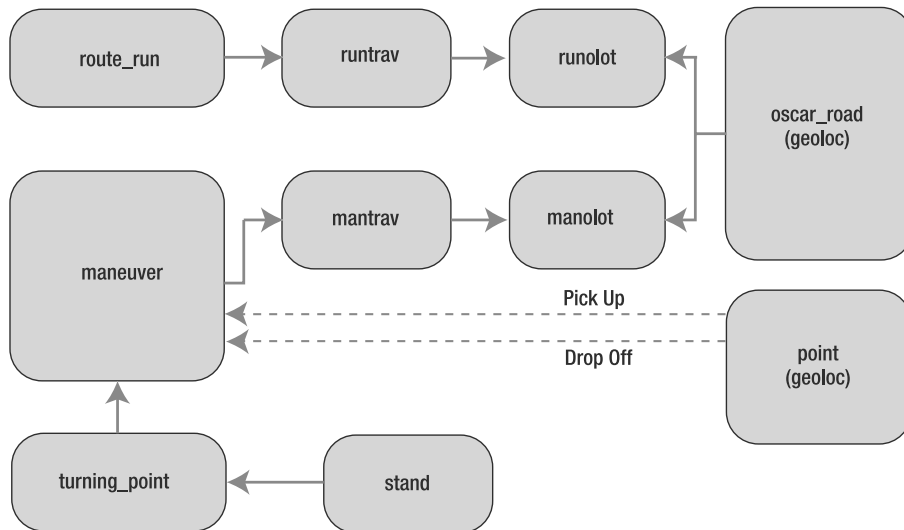 route_run
runtrav
runolot
oscar_road
(geoloc)
maneuver
mantrav
manolot
Pick Up
Drop Off
point
(geoloc)
turning_point
stand